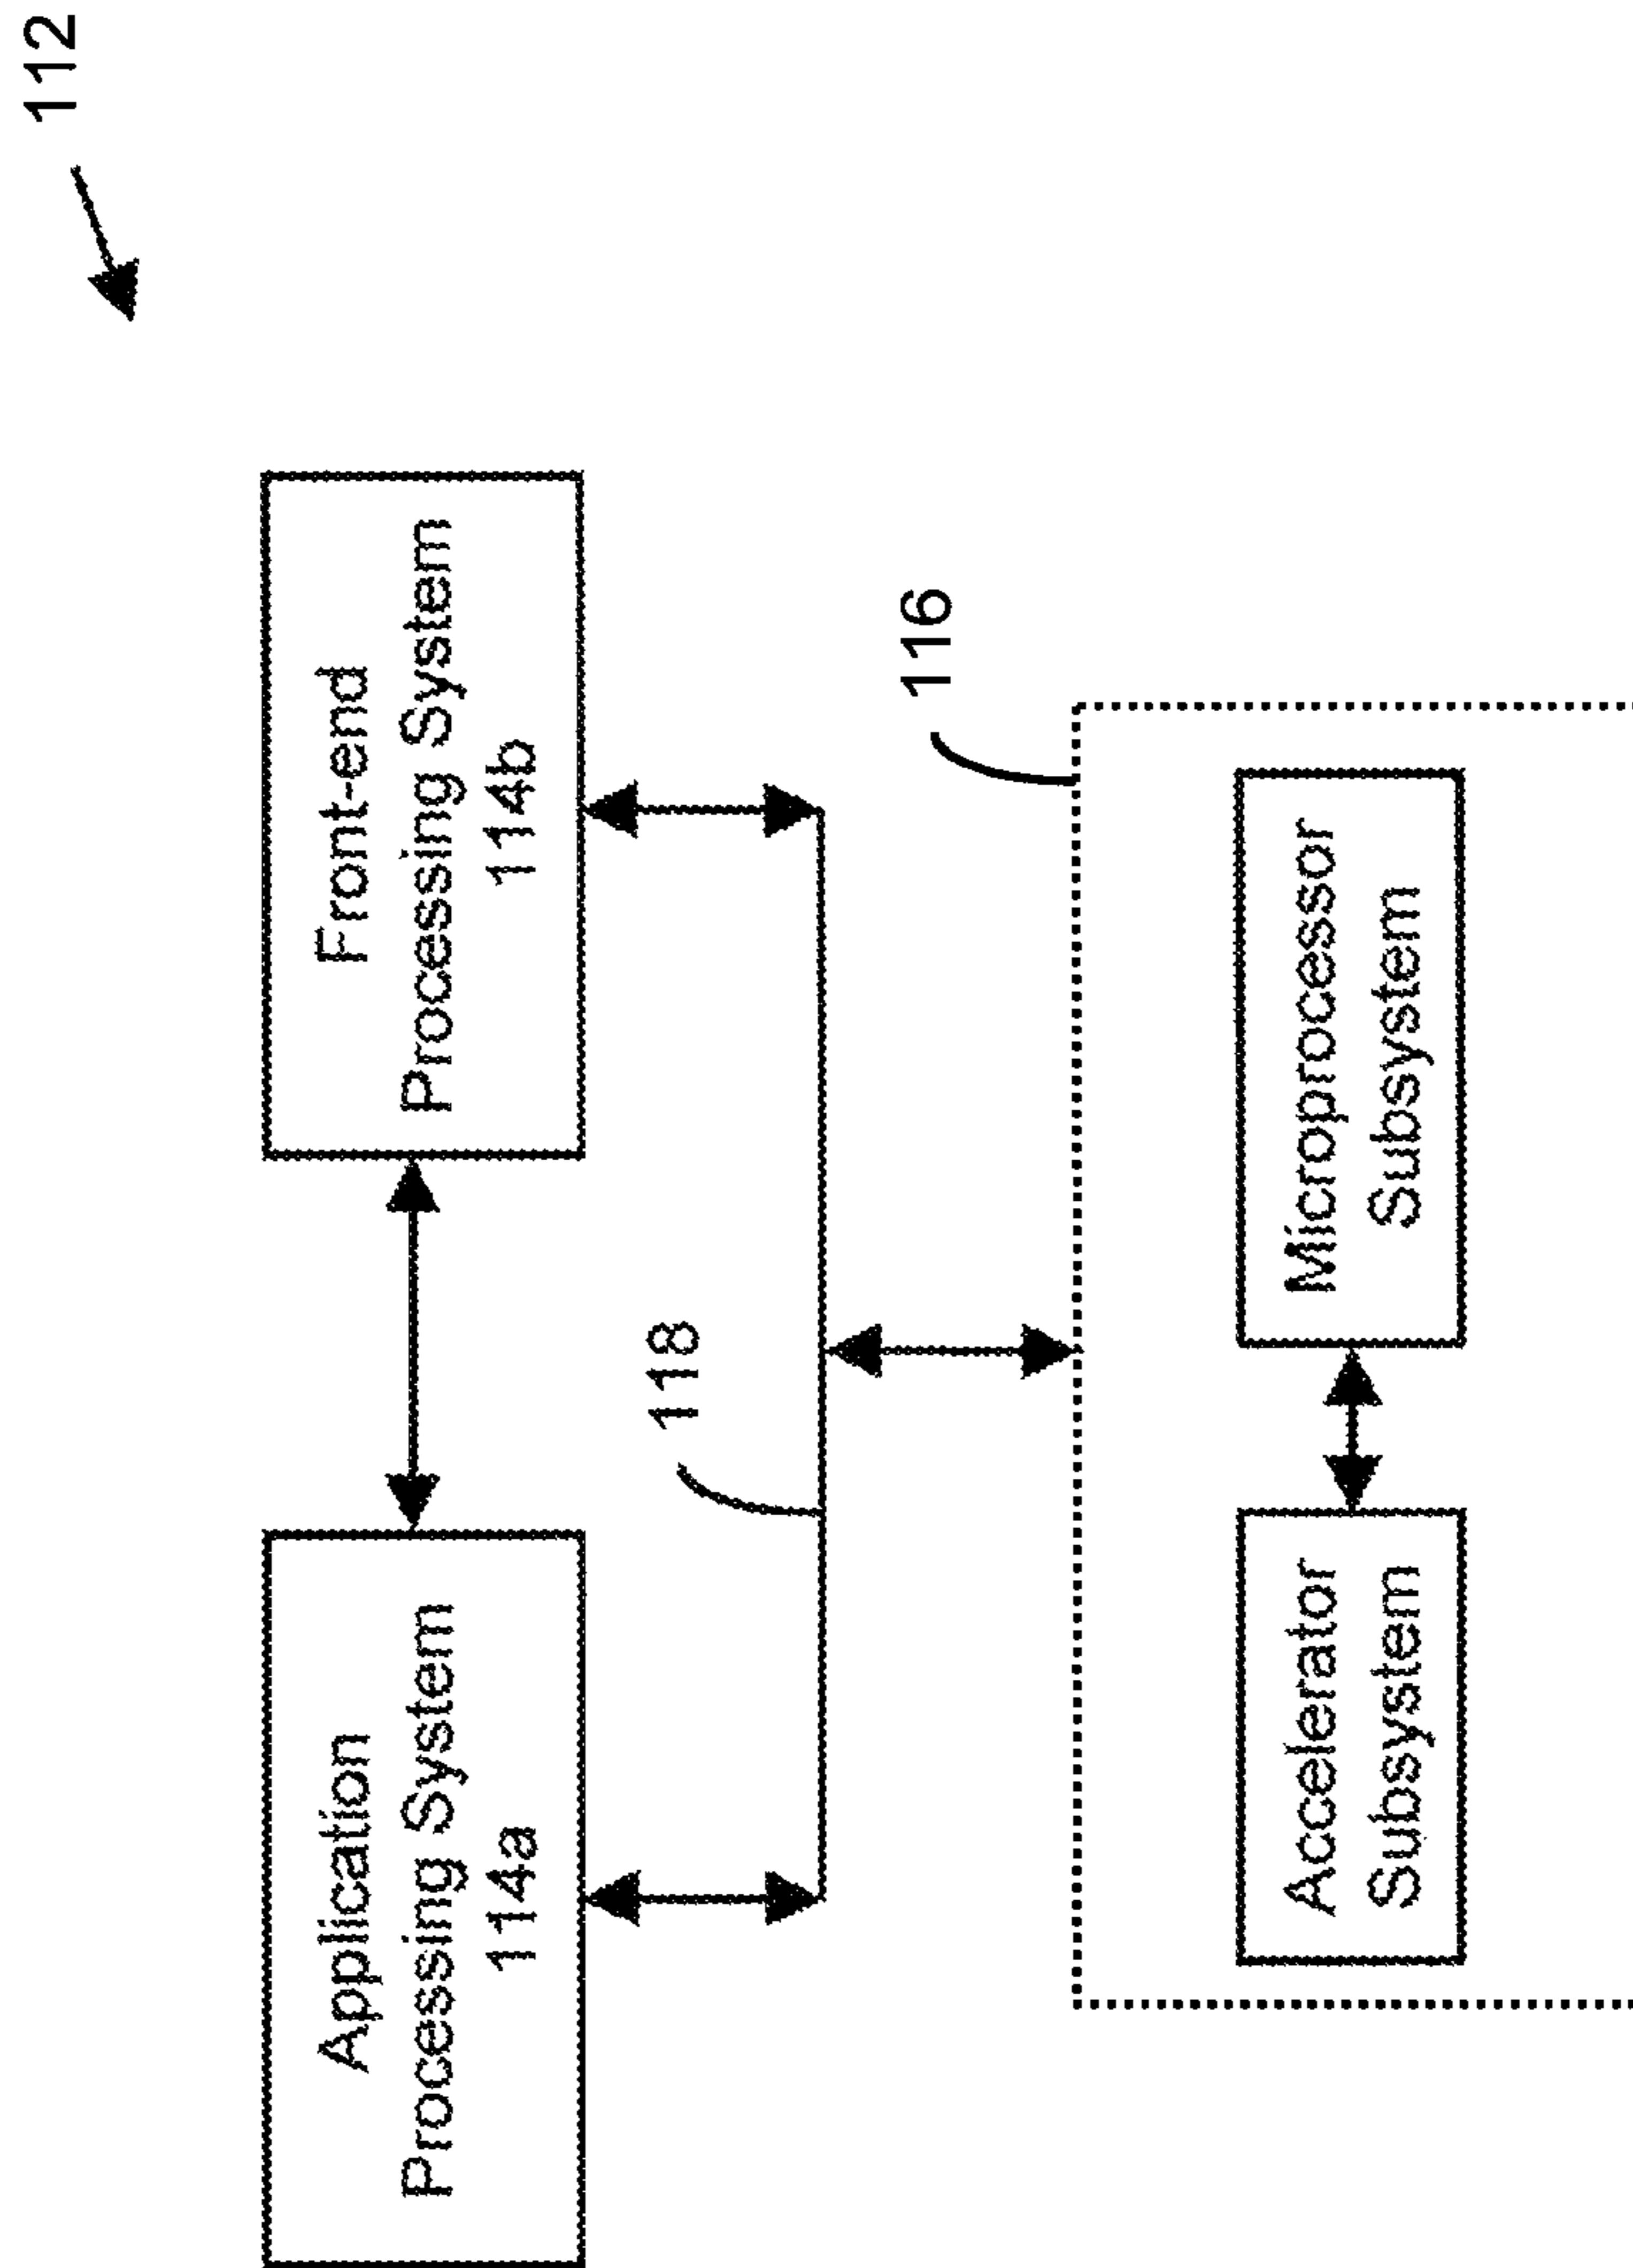 112
Application
Processing System
114a
Front-end
Processing System
114b
118
116
Accelerator
Subsystem
Microprocessor
Subsystem